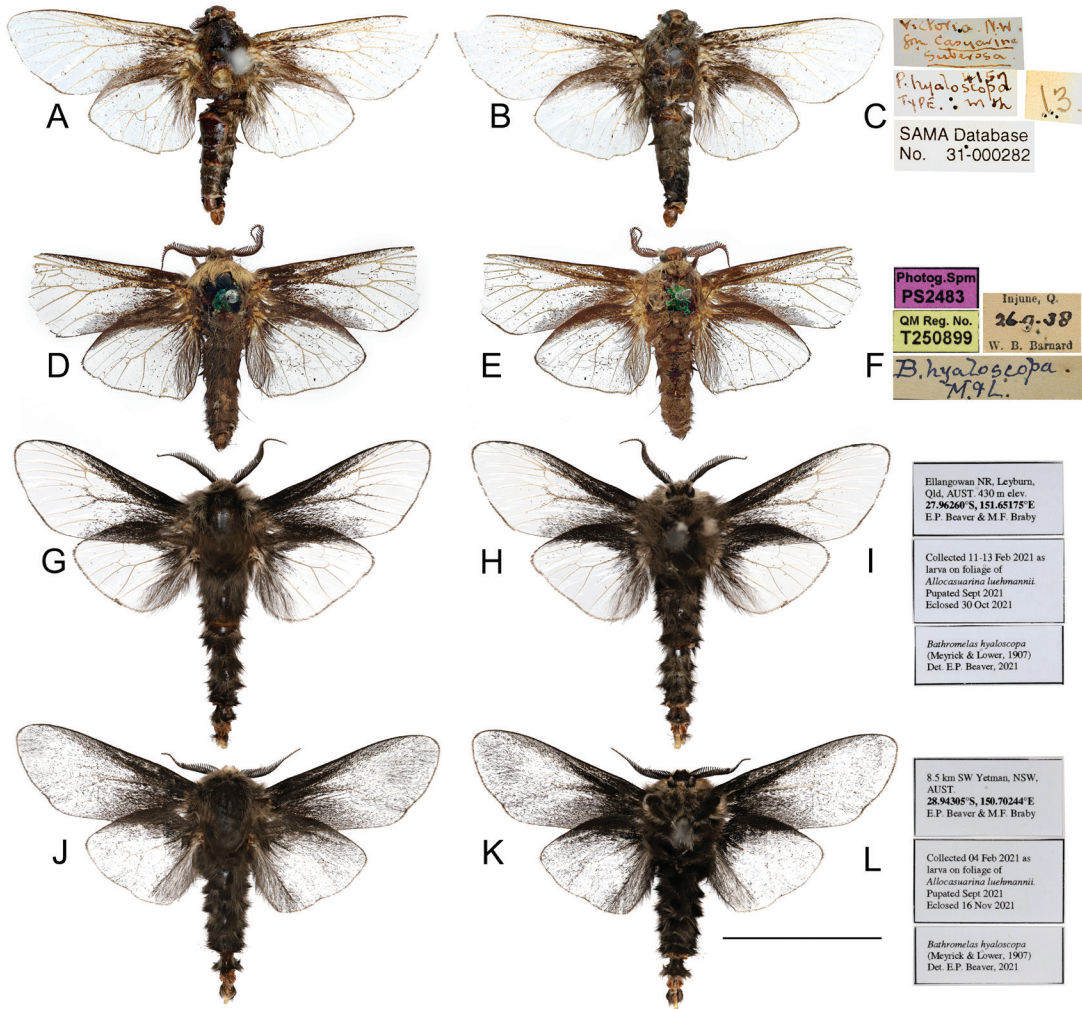 A
B
C
Victoria. N.W.
fm Casuarina
suberosa.
P. hyaloscopa
TYPE.
13.
SAMA Database
No. 31-000282
D
E
F
Photog.Spm
PS2483
QM Reg. No.
T250899
Injune, Q.
26-9-38
W. B. Barnard
B. hyaloscopa.
M.&L.
G
H
I
Ellangowan NR, Leyburn,
Qld, AUST. 430 m elev.
27.96260°S, 151.65175°E
E.P. Beaver & M.F. Braby
Collected 11-13 Feb 2021 as
larva on foliage of
Allocasuarina luehmannii
Pupated Sept 2021
Eclosed 30 Oct 2021
Bathromelas hyaloscopa
(Meyrick & Lower, 1907)
Det. E.P. Beaver, 2021
J
K
L
8.5 km SW Yetman, NSW,
AUST.
28.94305°S, 150.70244°E
E.P. Beaver & M.F. Braby
Collected 04 Feb 2021 as
larva on foliage of
Allocasuarina luehmannii.
Pupated Sept 2021
Eclosed 16 Nov 2021
Bathromelas hyaloscopa
(Meyrick & Lower, 1907)
Det. E.P. Beaver, 2021